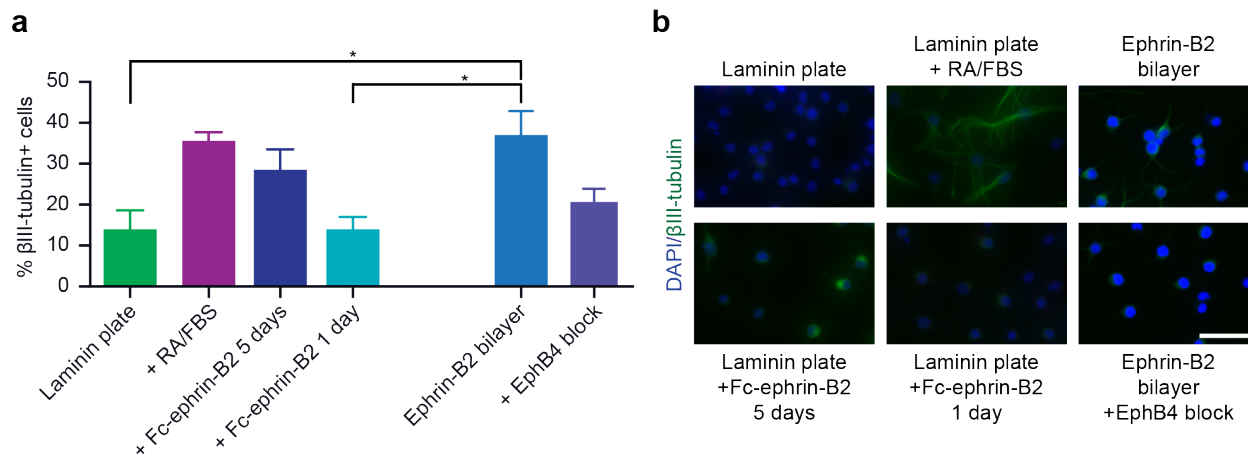 a
*
*
50
40
30
20
10
0
% βIII-tubulin+ cells
Laminin plate
+ RA/FBS
+ Fc-ephrin-B2 5 days
+ Fc-ephrin-B2 1 day
Ephrin-B2 bilayer
+ EphB4 block
b
Laminin plate
Laminin plate
+ RA/FBS
Ephrin-B2
bilayer
DAPI/βIII-tubulin
Laminin plate
+Fc-ephrin-B2
5 days
Laminin plate
+Fc-ephrin-B2
1 day
Ephrin-B2
bilayer
+EphB4 block